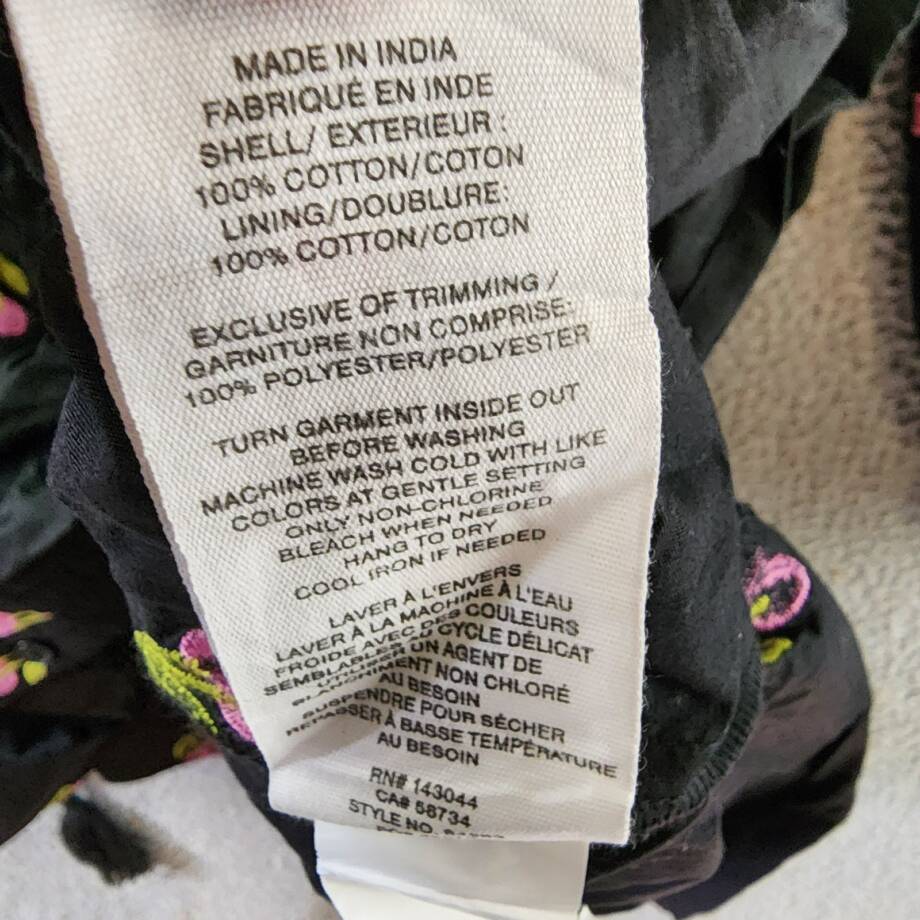 MADE IN INDIA
FABRIQUÉ EN INDE
SHELL/ EXTERIEUR :
100% COTTON/COTON
LINING/DOUBLURE:
100% COTTON/COTON
EXCLUSIVE OF TRIMMING /
GARNITURE NON COMPRISE:
100% POLYESTER/POLYESTER
TURN GARMENT INSIDE OUT
BEFORE WASHING
MACHINE WASH COLD WITH LIKE
COLORS AT GENTLE SETTING
ONLY NON-CHLORINE
BLEACH WHEN NEEDED
HANG TO DRY
COOL IRON IF NEEDED
LAVER À L'ENVERS
LAVER À LA MACHINE À L'EAU
FROIDE AVEC DES COULEURS
SEMBLABLES AU CYCLE DÉLICAT
UN AGENT DE
BLANCHIMENT NON CHLORÉ
AU BESOIN
SUSPENDRE POUR SÉCHER
REPASSER À BASSE TEMPÉRATURE
AU BESOIN
RN# 143044
CA# 58734
STYLE NO.